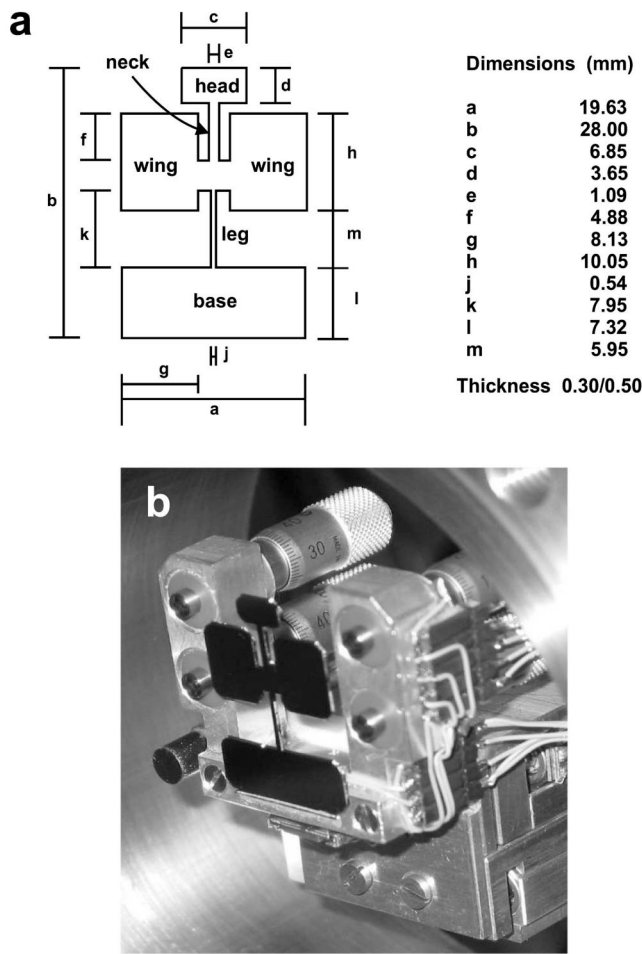 a
c
e
neck
head
d
f
h
wing
wing
b
k
leg
m
base
l
j
g
a
Dimensions (mm)
a 19.63
b 28.00
c 6.85
d 3.65
e 1.09
f 4.88
g 8.13
h 10.05
j 0.54
k 7.95
l 7.32
m 5.95
Thickness 0.30/0.50
b
30
40